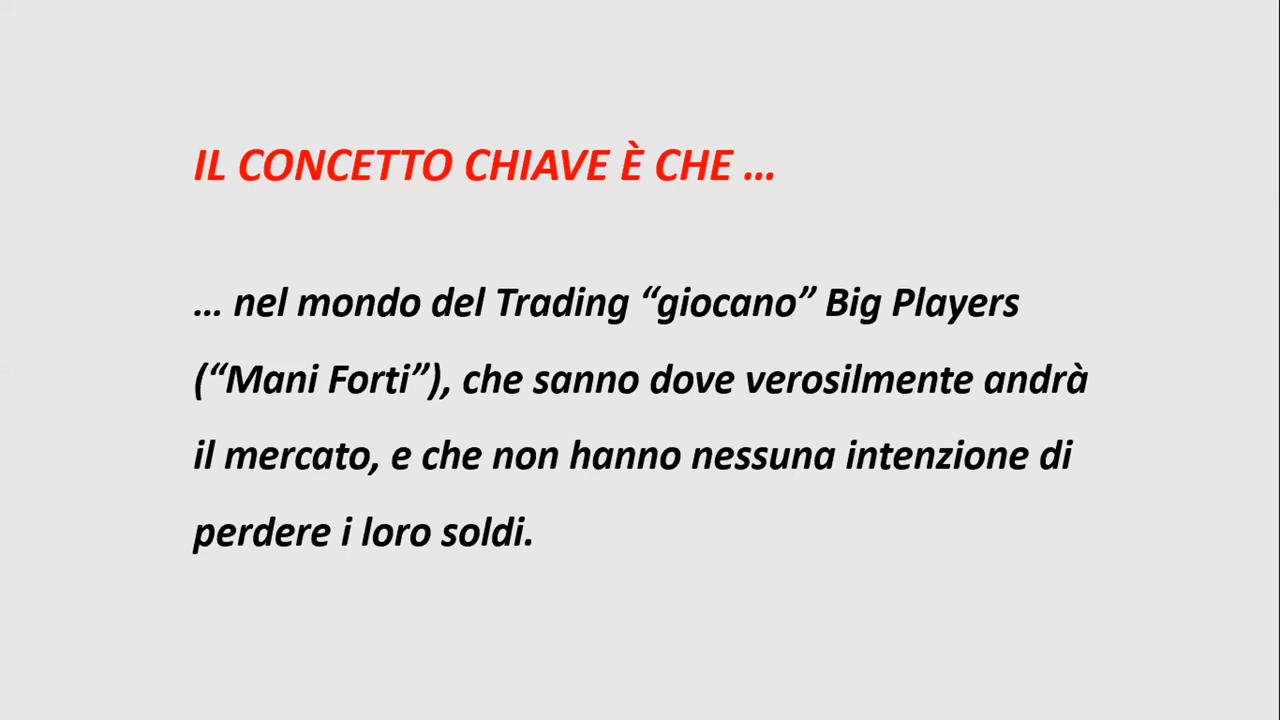 IL CONCETTO CHIAVE È CHE …
… nel mondo del Trading “giocano” Big Players
(“Mani Forti”), che sanno dove verosilmente andrà
il mercato, e che non hanno nessuna intenzione di
perdere i loro soldi.